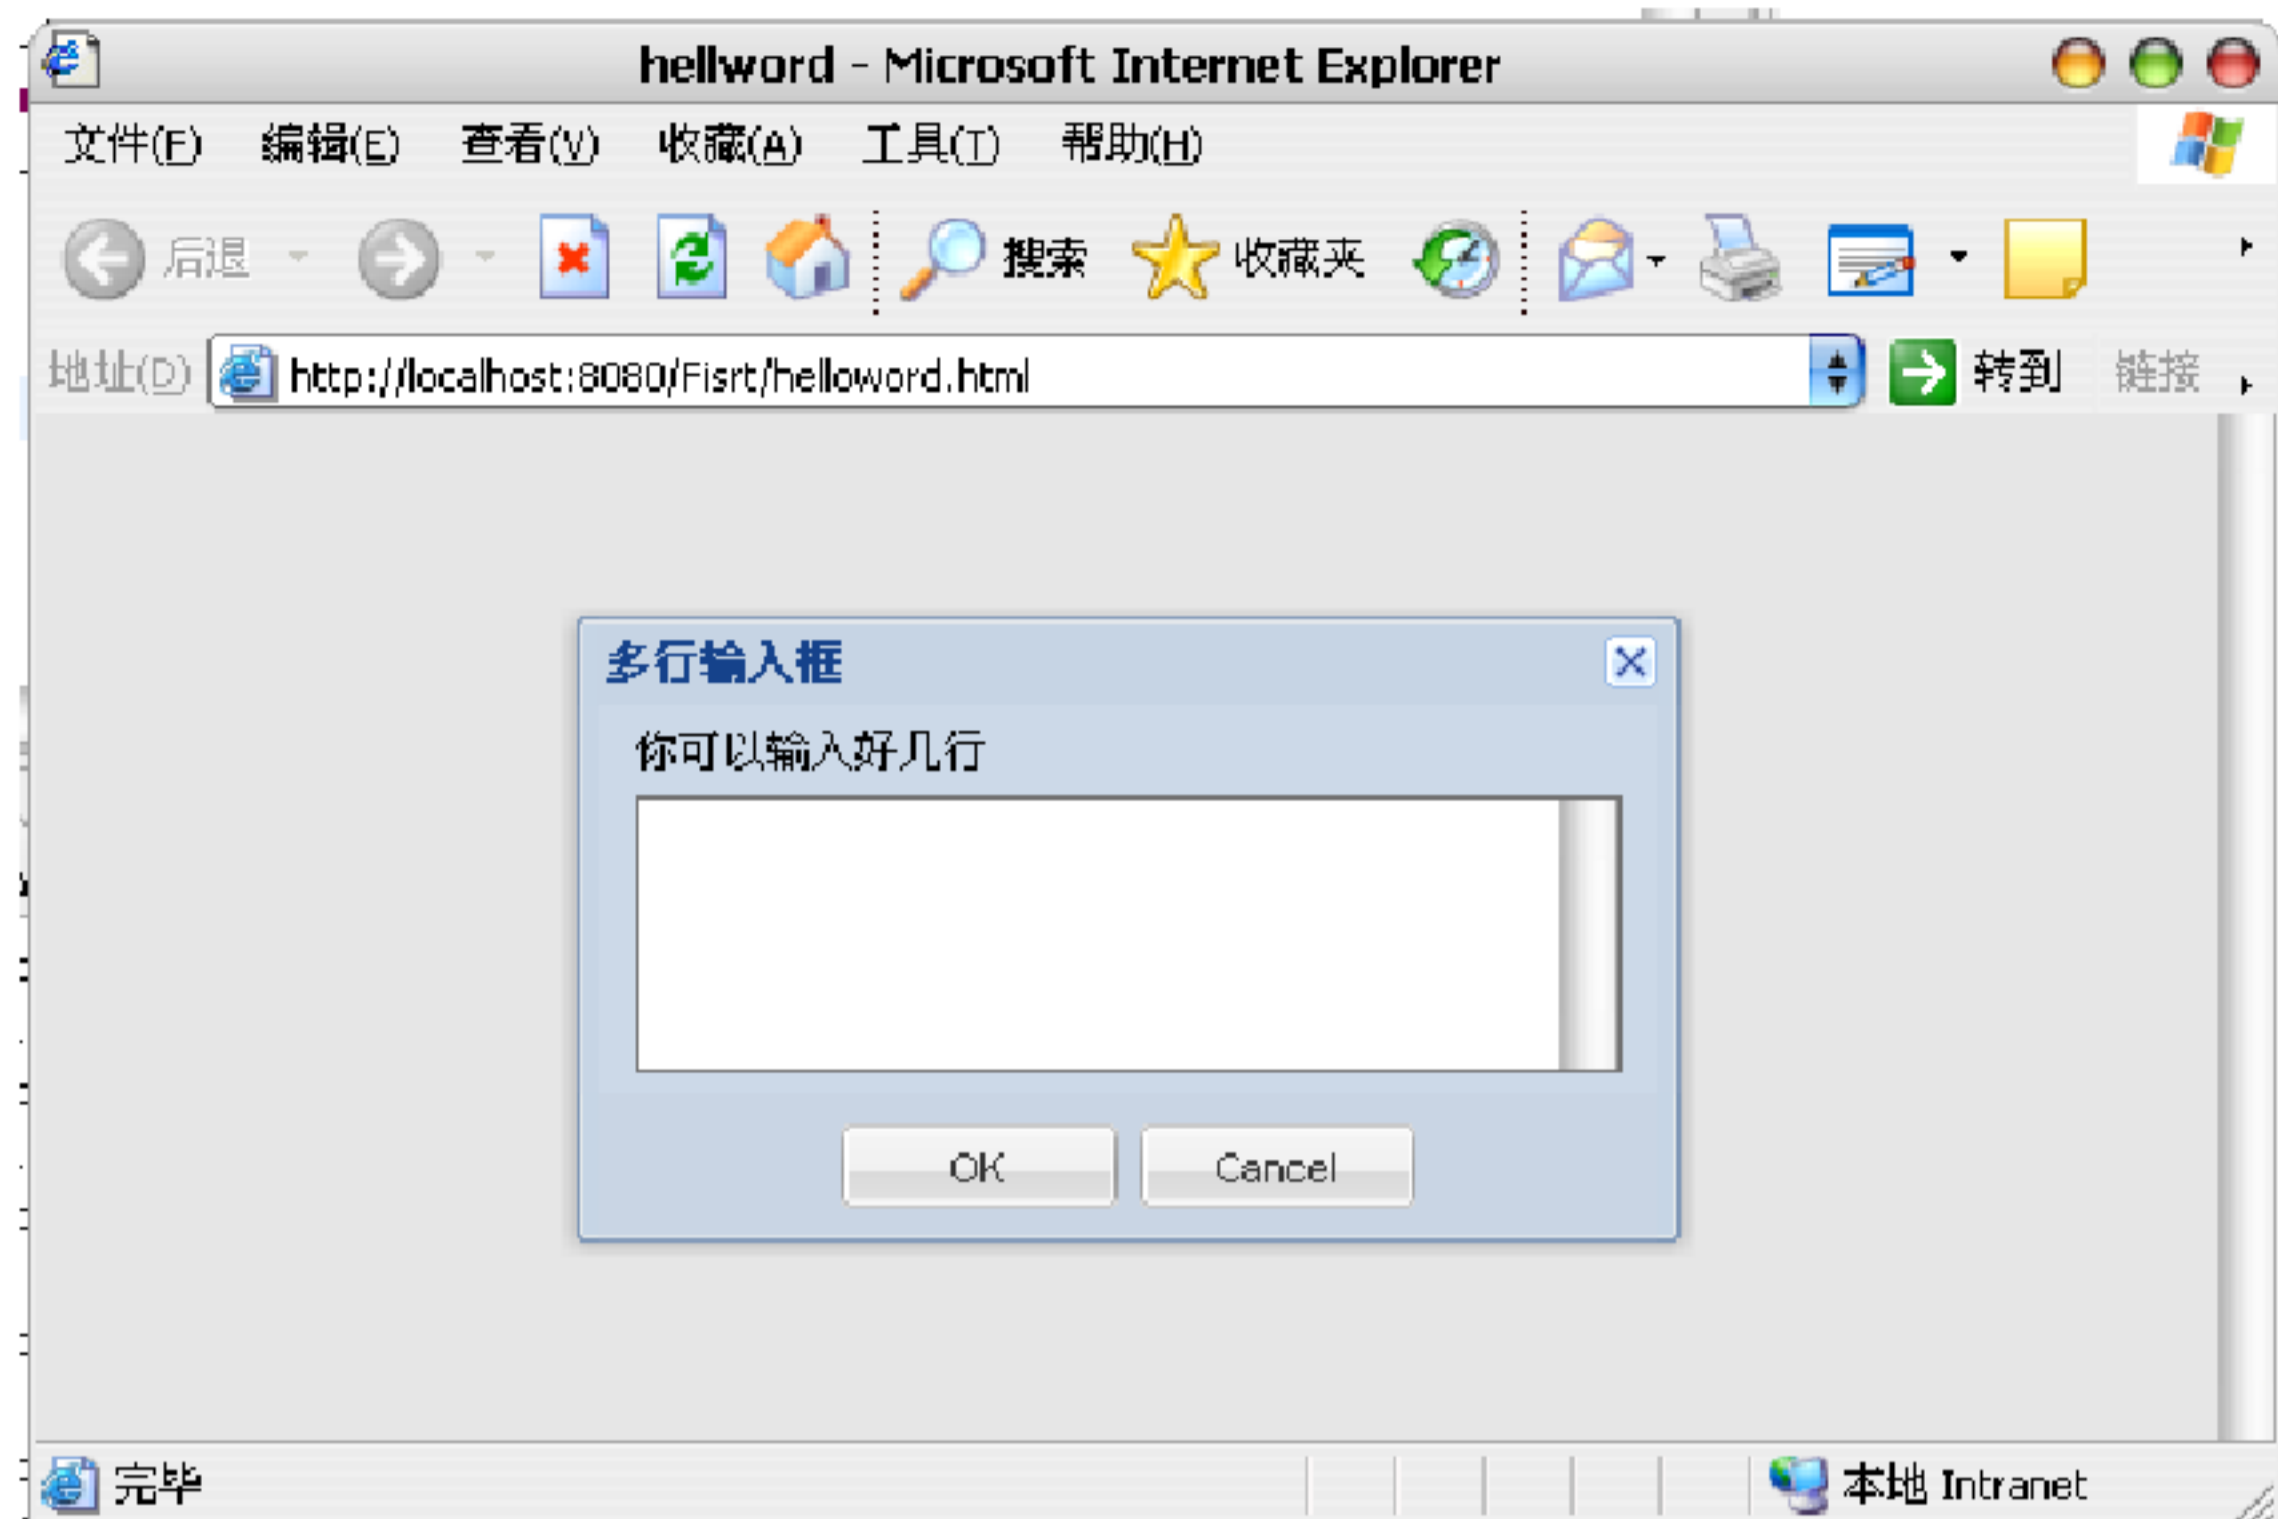 hellword - Microsoft Internet Explorer
文件(F) 编辑(E) 查看(V) 收藏(A) 工具(T) 帮助(H)
后退 搜索 收藏夹
地址(D) http://localhost:8080/Fisrt/helloword.html 转到 链接
多行输入框
你可以输入好几行
OK Cancel
完毕 本地 Intranet